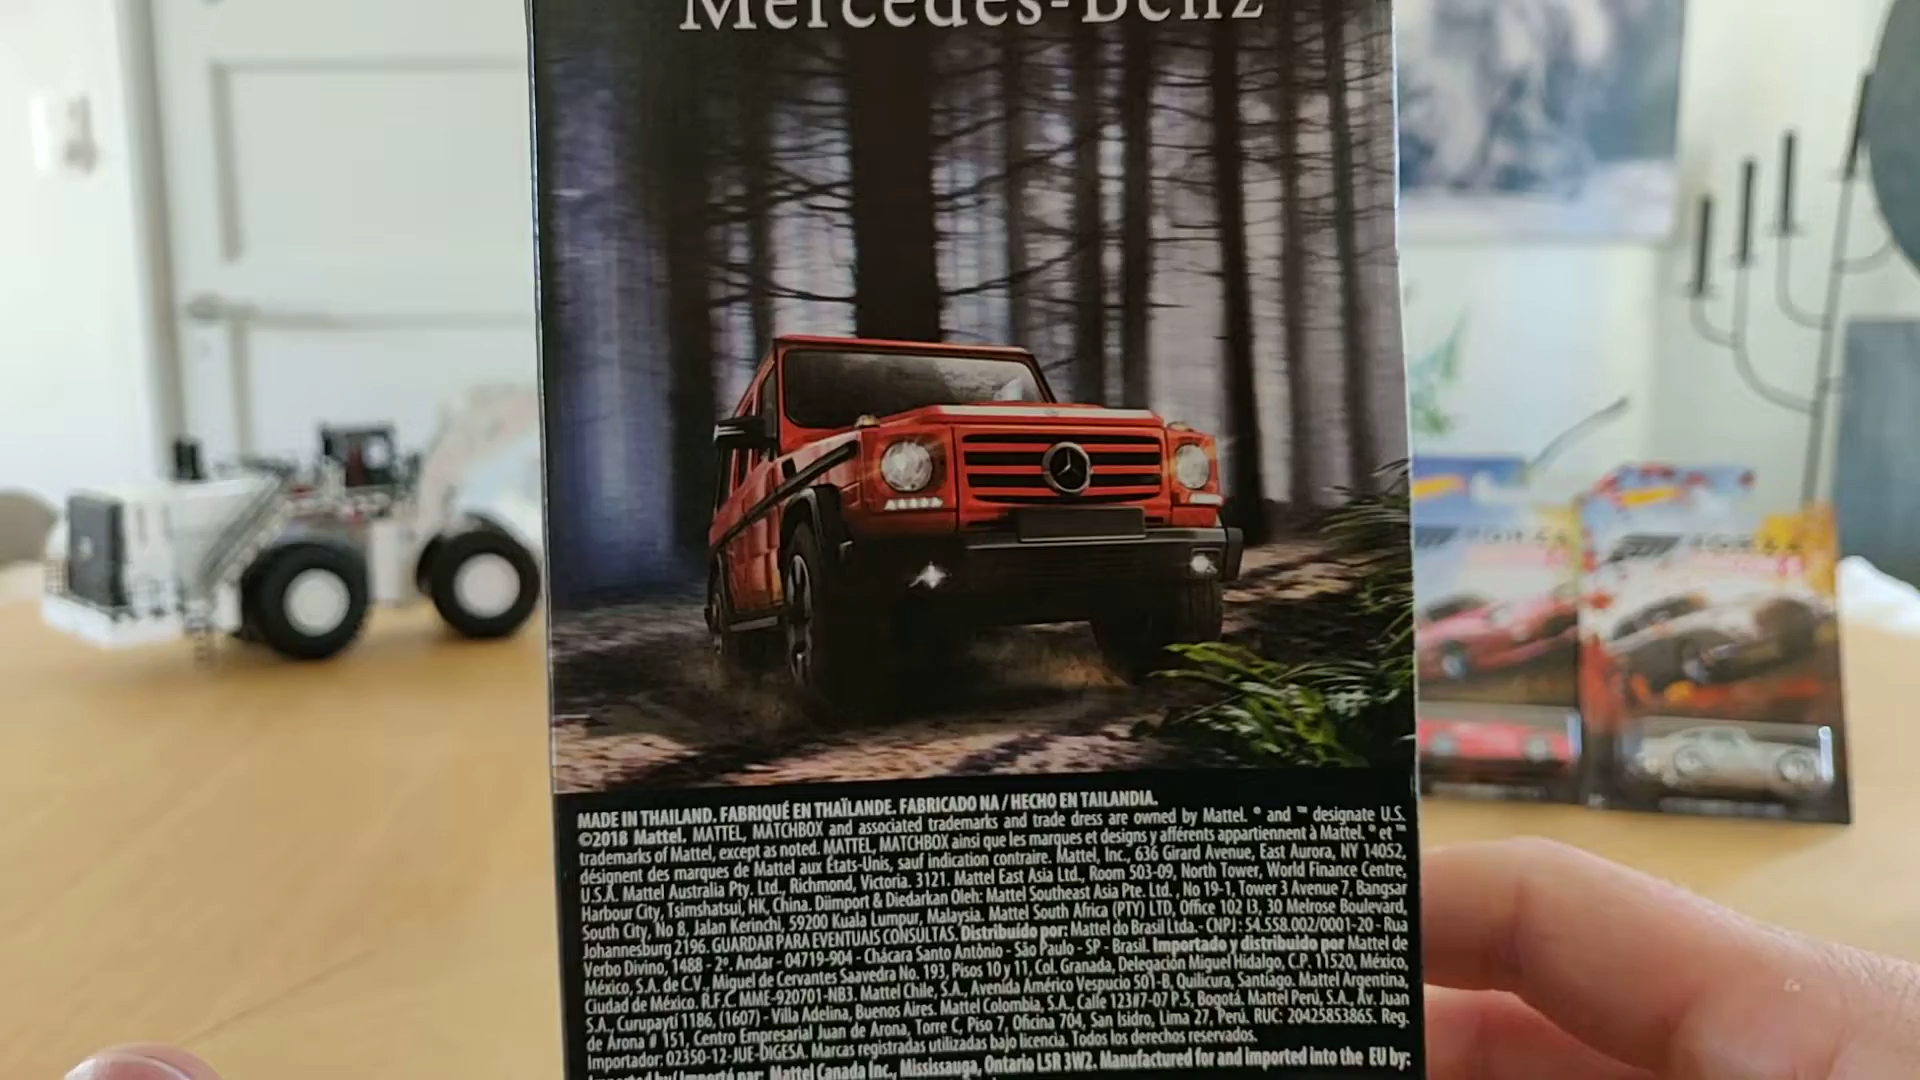 Mercedes-Benz
MADE IN THAILAND. FABRIQUÉ EN THAÏLANDE. FABRICADO NA / HECHO EN TAILANDIA.
©2018 Mattel. MATTEL, MATCHBOX and associated trademarks and trade dress are owned by Mattel. ® and ™ designate U.S.
trademarks of Mattel, except as noted. MATTEL, MATCHBOX ainsi que les marques et designs y afférents appartiennent à Mattel. ® et ™
désignent des marques de Mattel aux États-Unis, sauf indication contraire. Mattel, Inc., 636 Girard Avenue, East Aurora, NY 14052,
U.S.A. Mattel Australia Pty. Ltd., Richmond, Victoria. 3121. Mattel East Asia Ltd., Room 503-09, North Tower, World Finance Centre,
Harbour City, Tsimshatsui, HK, China. Diimport & Diedarkan Oleh: Mattel Southeast Asia Pte. Ltd. , No 19-1, Tower 3 Avenue 7, Bangsar
South City, No 8, Jalan Kerinchi, 59200 Kuala Lumpur, Malaysia. Mattel South Africa (PTY) LTD, Office 102 I3, 30 Melrose Boulevard,
Johannesburg 2196. GUARDAR PARA EVENTUAIS CONSULTAS. Distribuído por: Mattel do Brasil Ltda.- CNPJ : 54.558.002/0001-20 - Rua
Verbo Divino, 1488 - 2º. Andar - 04719-904 - Chácara Santo Antônio - São Paulo - SP - Brasil. Importado y distribuido por Mattel de
México, S.A. de C.V., Miguel de Cervantes Saavedra No. 193, Pisos 10 y 11, Col. Granada, Delegación Miguel Hidalgo, C.P. 11520, México,
Ciudad de México. R.F.C. MME-920701-NB3. Mattel Chile, S.A., Avenida Américo Vespucio 501-B, Quilicura, Santiago. Mattel Argentina,
S.A., Curupaytí 1186, (1607) - Villa Adelina, Buenos Aires. Mattel Colombia, S.A., Calle 123#7-07 P.5, Bogotá. Mattel Perú, S.A., Av. Juan
de Arona # 151, Centro Empresarial Juan de Arona, Torre C, Piso 7, Oficina 704, San Isidro, Lima 27, Perú. RUC: 20425853865. Reg.
Importador: 02350-12-JUE-DIGESA. Marcas registradas utilizadas bajo licencia. Todos los derechos reservados.
Imported by/ Importé par: Mattel Canada Inc., Mississauga, Ontario L5R 3W2. Manufactured for and imported into the EU by: